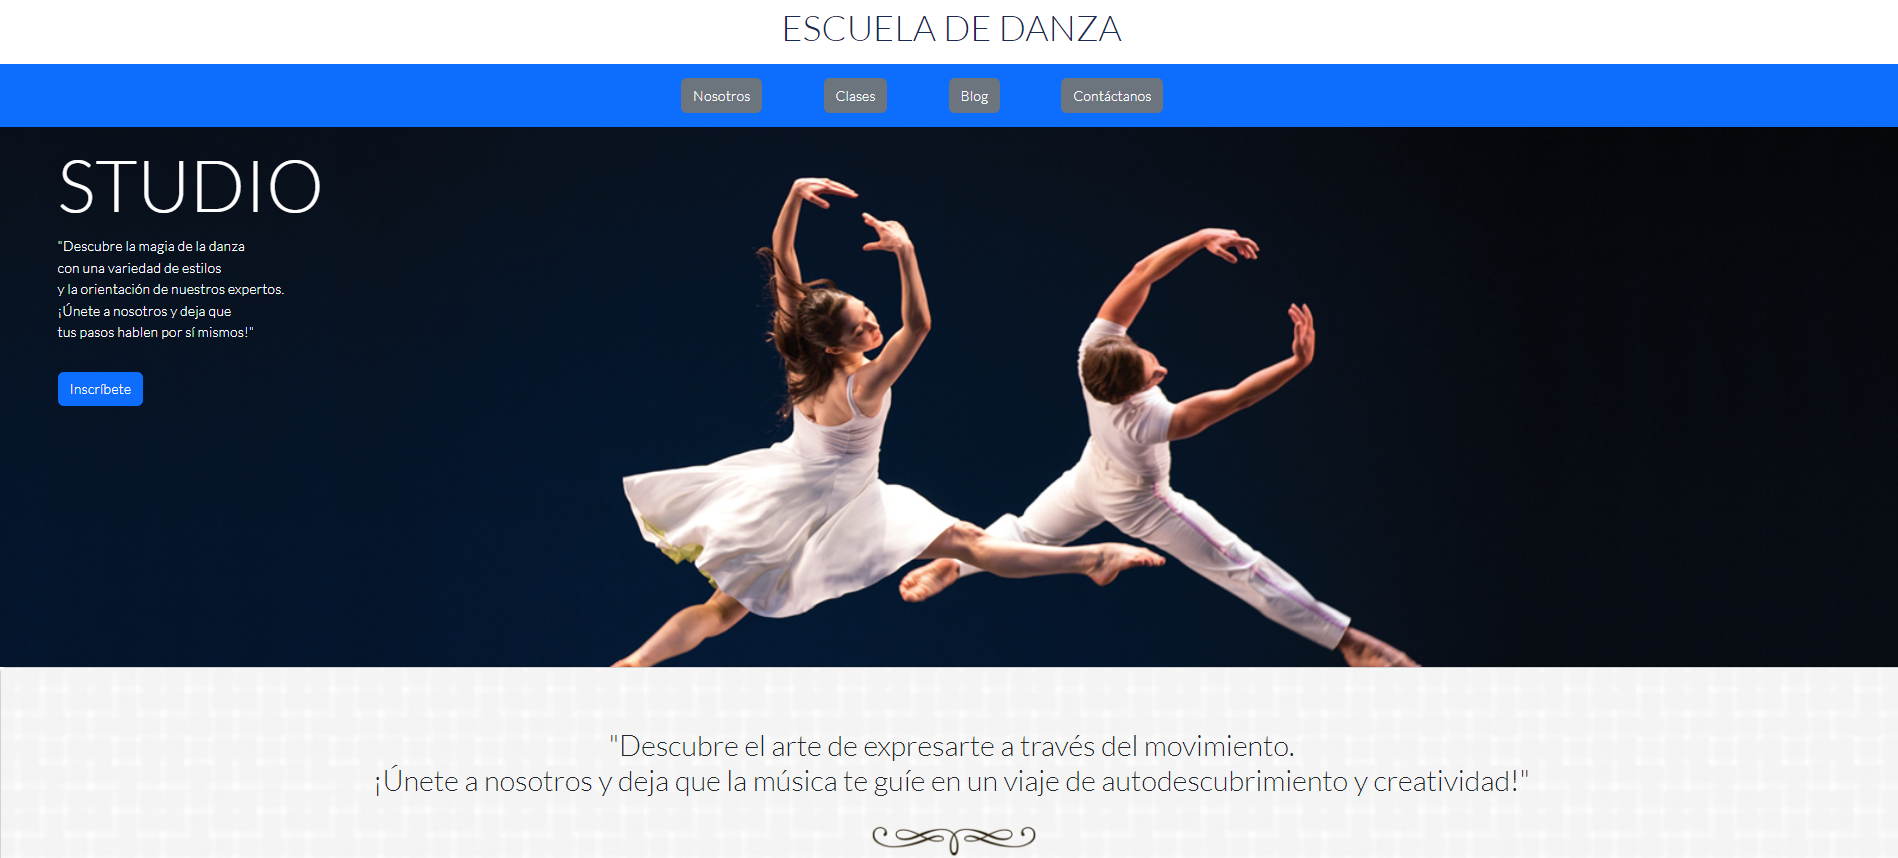 ESCUELA DE DANZA
Nosotros Clases Blog Contáctanos
STUDIO
"Descubre la magia de la danza
con una variedad de estilos
y la orientación de nuestros expertos.
¡Únete a nosotros y deja que
tus pasos hablen por sí mismos!"
Inscríbete
"Descubre el arte de expresarte a través del movimiento.
¡Únete a nosotros y deja que la música te guíe en un viaje de autodescubrimiento y creatividad!"